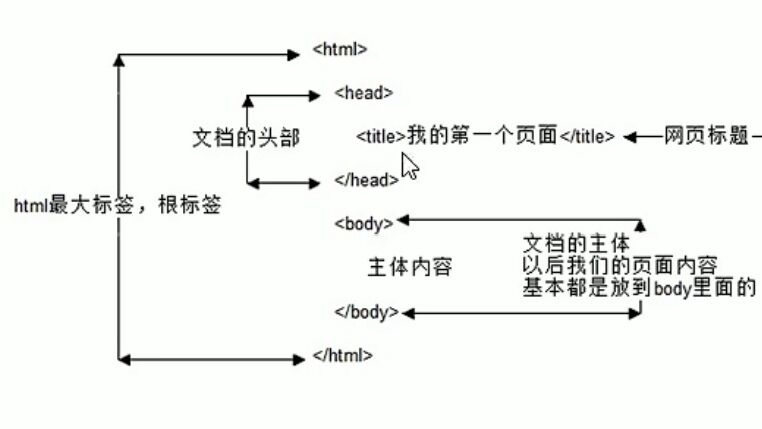 <html>
<head>
文档的头部
<title>我的第一个页面</title>
网页标题
</head>
html最大标签，根标签
<body>
文档的主体
主体内容
以后我们的页面内容
基本都是放到body里面的
</body>
</html>